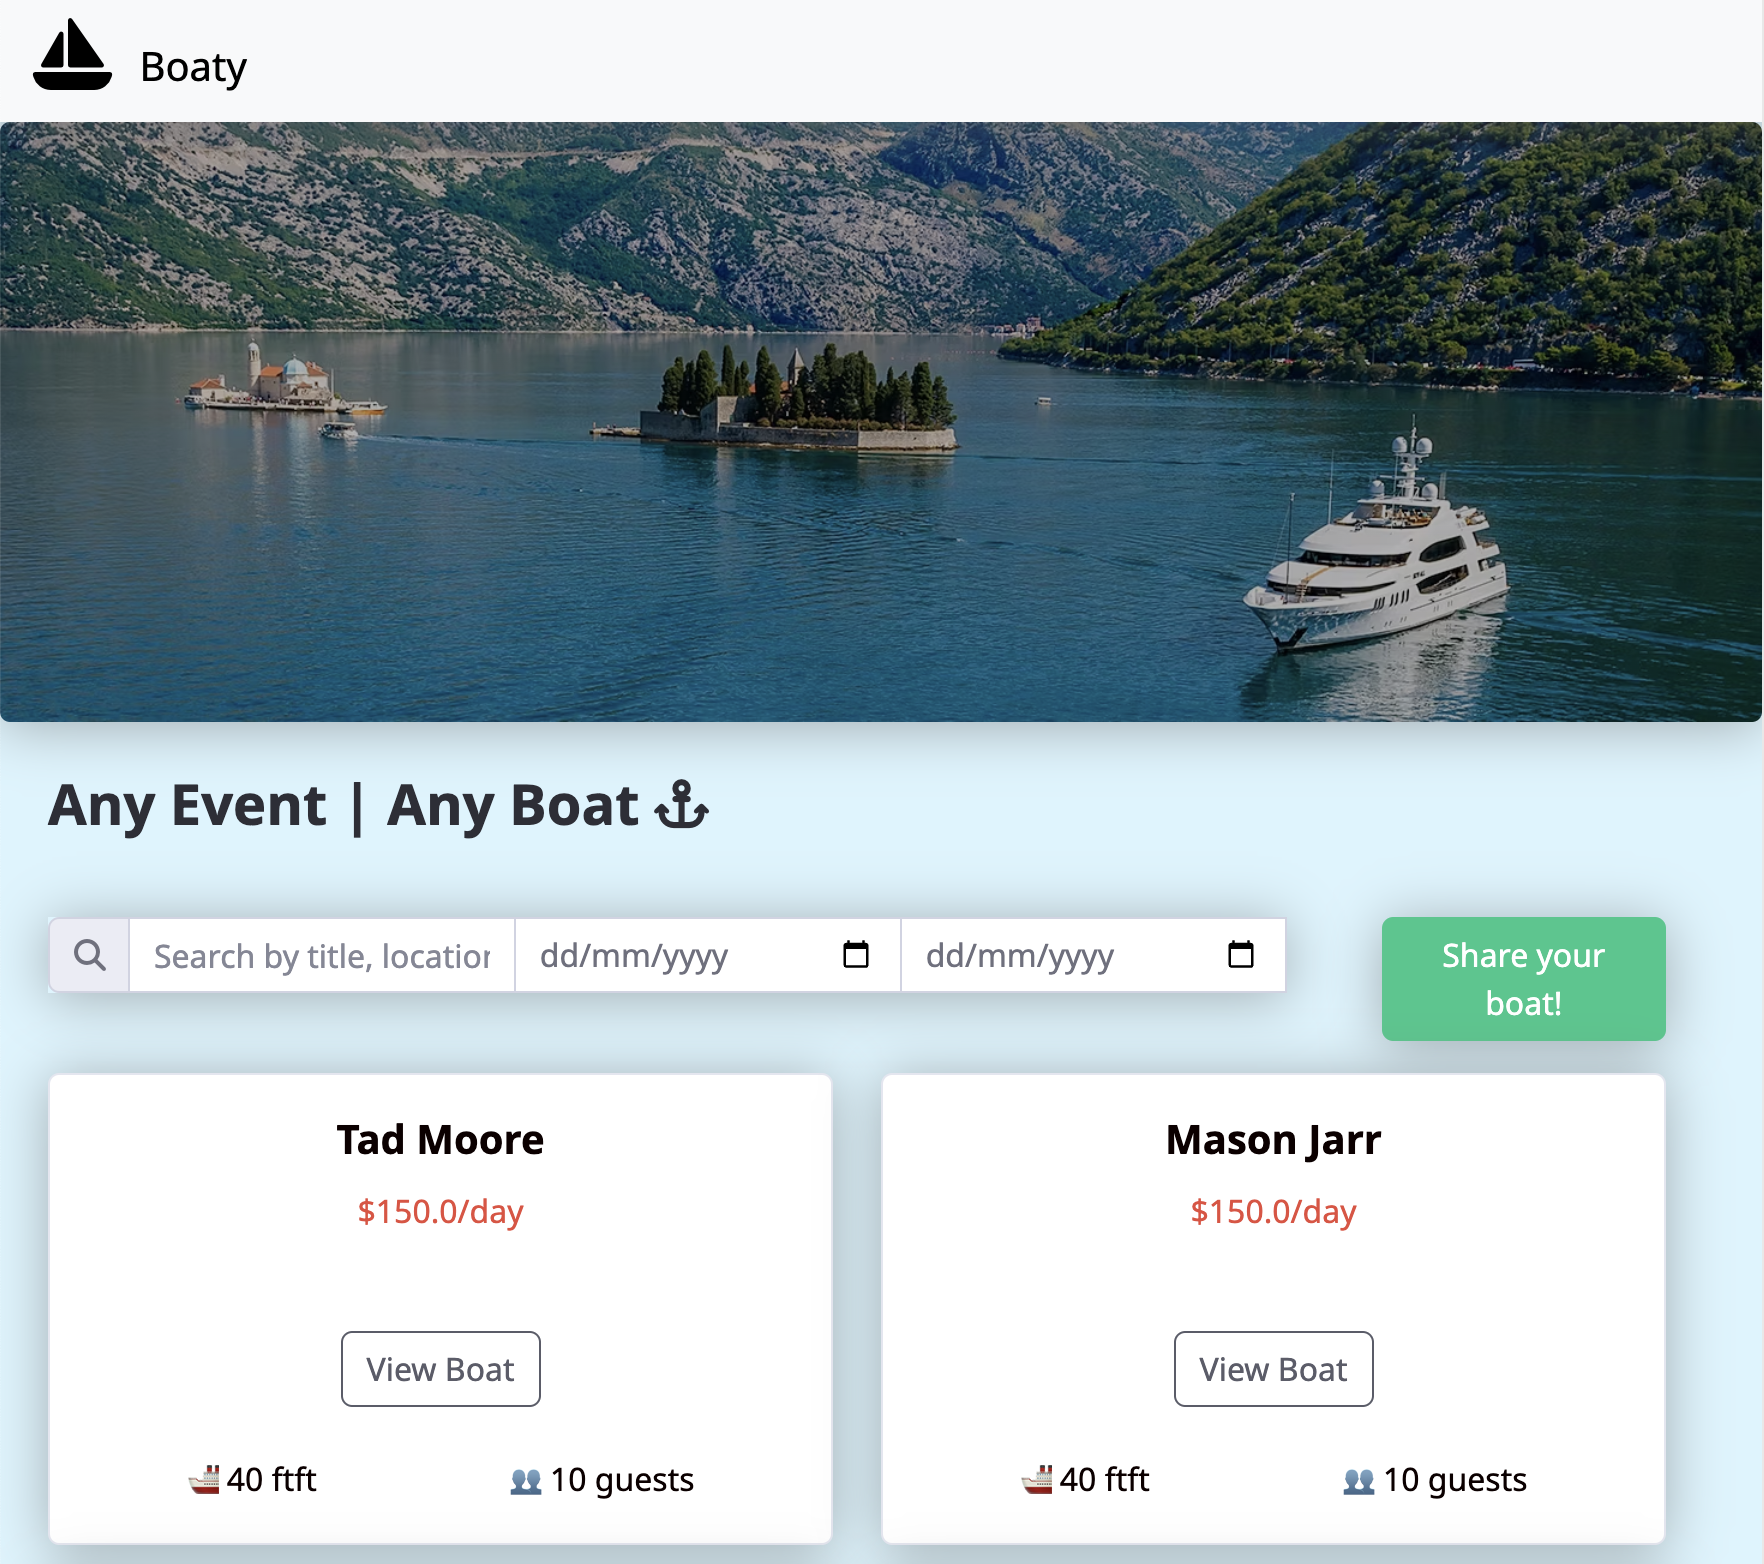 Boaty
Any Event | Any Boat
Search by title, location
dd/mm/yyyy
dd/mm/yyyy
Share your
boat!
Tad Moore
$150.0/day
View Boat
40 ftft
10 guests
Mason Jarr
$150.0/day
View Boat
40 ftft
10 guests